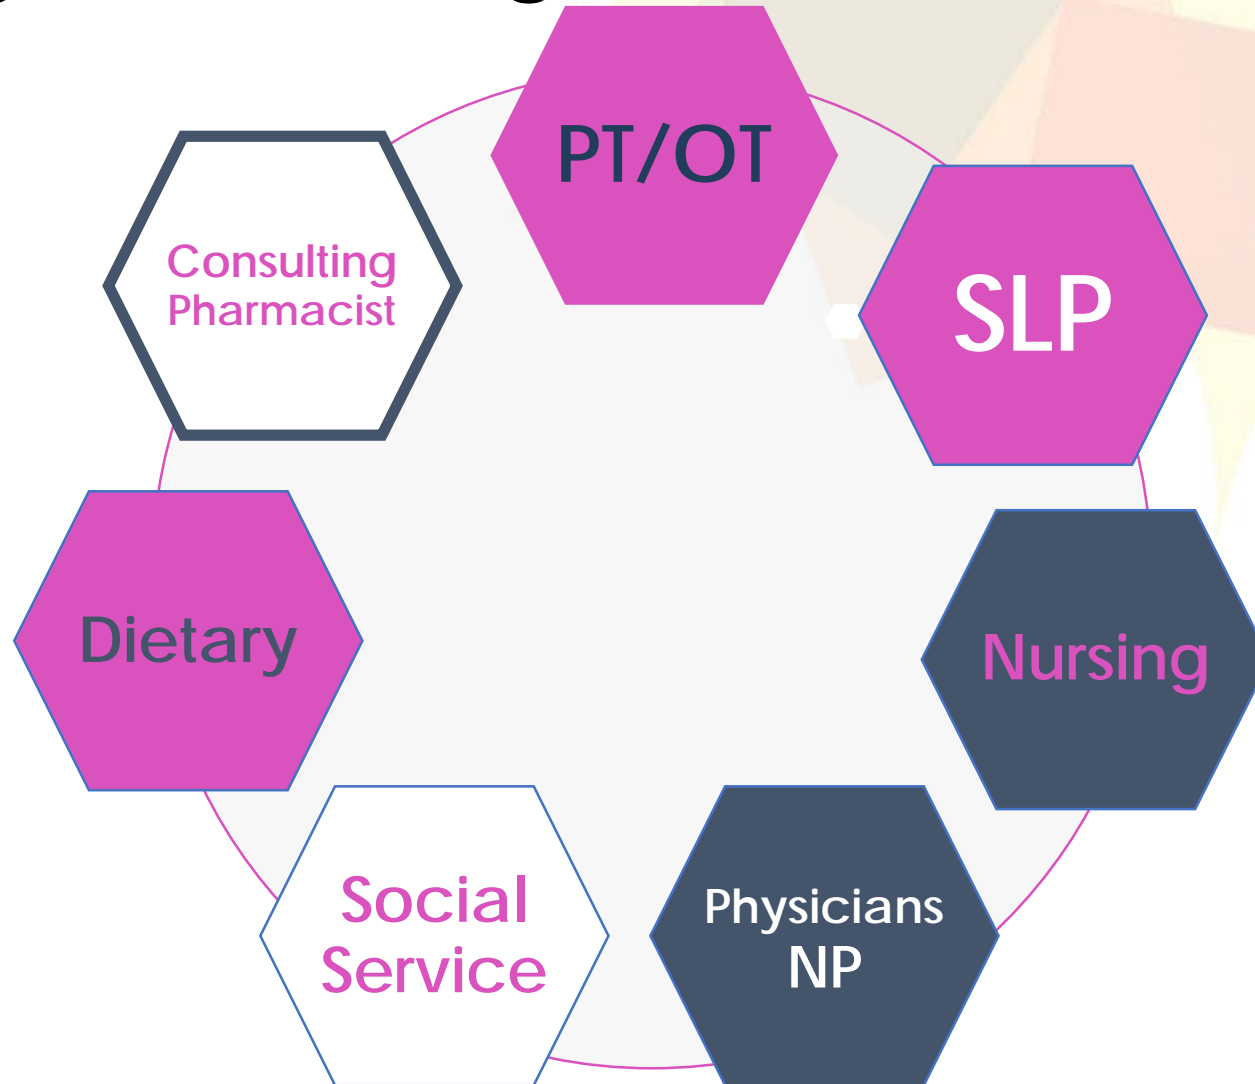 PT/OT
SLP
Nursing
Physicians
NP
Social
Service
Dietary
Consulting
Pharmacist